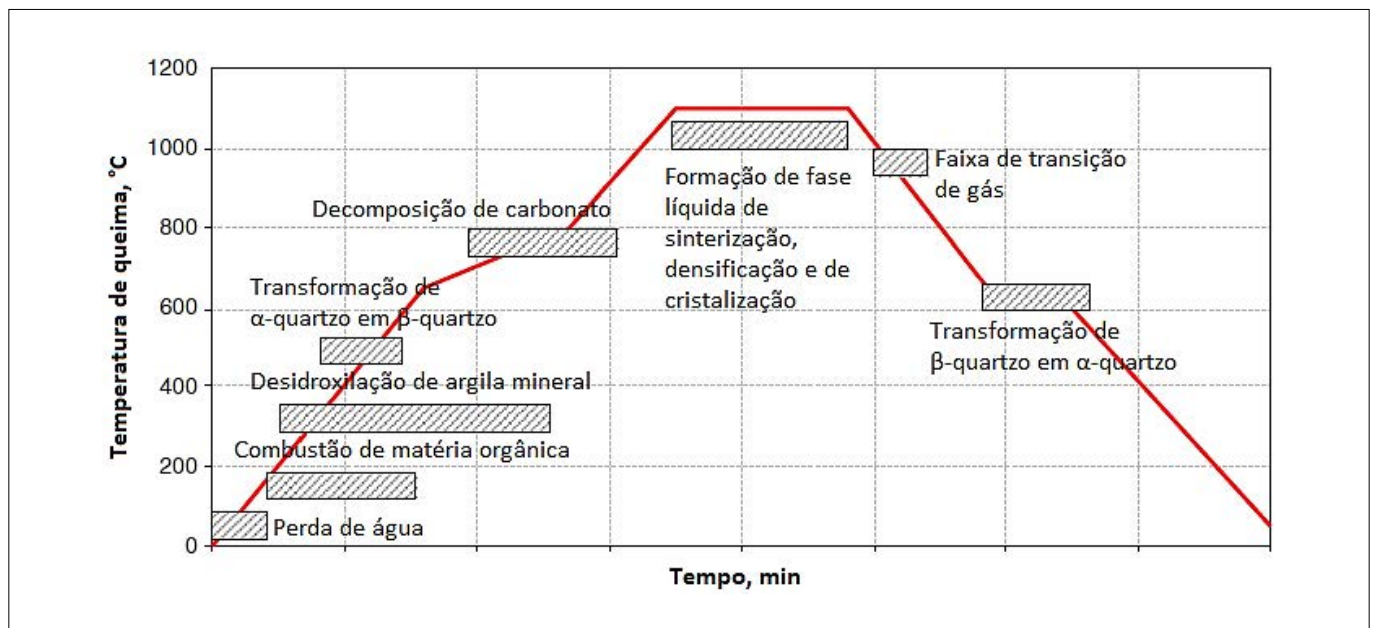 1200
1000
800
600
400
200
0
Temperatura de queima, °C
Decomposição de carbonato
Transformação de
α-quartzo em β-quartzo
Desidroxilação de argila mineral
Combustão de matéria orgânica
Perda de água
Formação de fase
líquida de
sinterização,
densificação e de
cristalização
Faixa de transição
de gás
Transformação de
β-quartzo em α-quartzo
Tempo, min